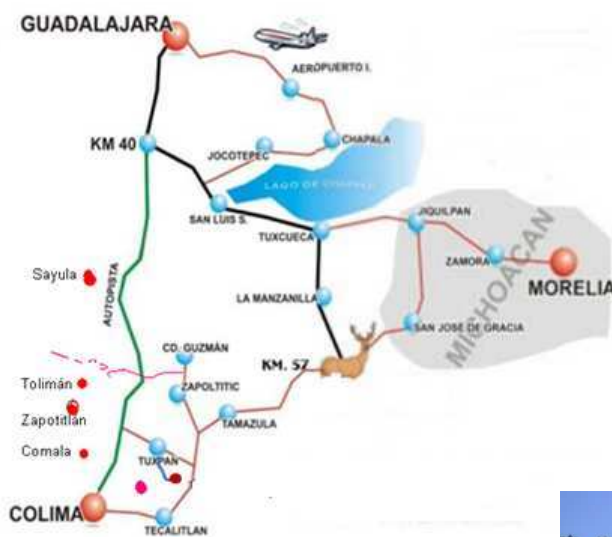 GUADALAJARA
AEROPUERTO I.
KM 40
JOCOTEPEC
CHAPALA
LAGO DE CHAPALA
SAN LUIS S.
TUXCUECA
JIQUILPAN
ZAMORA
MORELIA
MICHOACAN
Sayula
AUTOPISTA
LA MANZANILLA
SAN JOSE DE GRACIA
CD. GUZMÁN
KM. 57
Tolimán
ZAPOLTITIC
Zapotitlán
TAMAZULA
Comala
TUXPAN
COLIMA
TECALITLAN